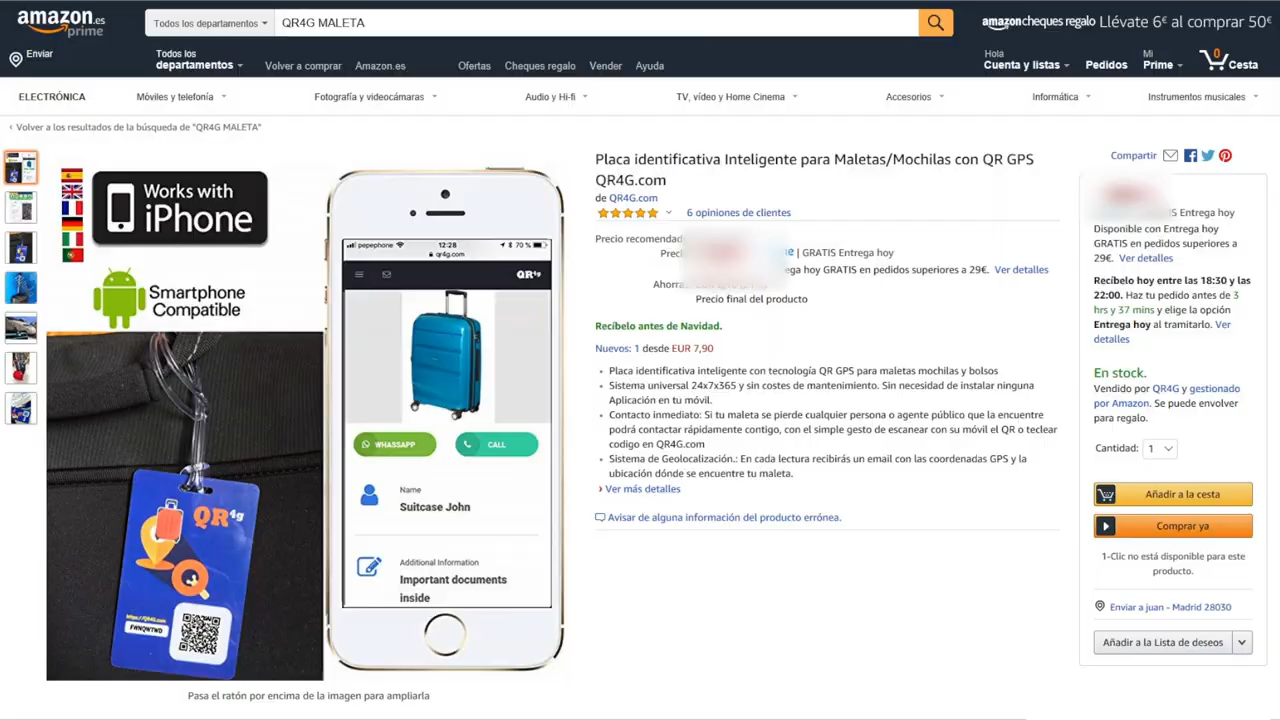 amazon.es
prime
Todos los departamentos
QR4G MALETA
amazon cheques regalo Llévate 6€ al comprar 50€
Enviar
Todos los
departamentos
Volver a comprar
Amazon.es
Ofertas
Cheques regalo
Vender
Ayuda
Hola
Cuenta y listas
Pedidos
Mi
Prime
0
Cesta
ELECTRÓNICA
Móviles y telefonía
Fotografía y videocámaras
Audio y Hi-fi
TV, vídeo y Home Cinema
Accesorios
Informática
Instrumentos musicales
‹ Volver a los resultados de la búsqueda de "QR4G MALETA"
Works with
iPhone
Smartphone
Compatible
pepephone
12:28
70 %
qr4g.com
QR4g
WHASSAPP
CALL
Name
Suitcase John
Additional Information
Important documents
inside
QR4g
https://QR4G.com
Pasa el ratón por encima de la imagen para ampliarla
Placa identificativa Inteligente para Maletas/Mochilas con QR GPS
QR4G.com
de QR4G.com
6 opiniones de clientes
Precio recomendad
Preci
| GRATIS Entrega hoy
ega hoy GRATIS en pedidos superiores a 29€. Ver detalles
Ahorra
Precio final del producto
Recíbelo antes de Navidad.
Nuevos: 1 desde EUR 7,90
• Placa identificativa inteligente con tecnología QR GPS para maletas mochilas y bolsos
• Sistema universal 24x7x365 y sin costes de mantenimiento. Sin necesidad de instalar ninguna
Aplicación en tu móvil.
• Contacto inmediato: Si tu maleta se pierde cualquier persona o agente público que la encuentre
podrá contactar rápidamente contigo, con el simple gesto de escanear con su móvil el QR o teclear
codigo en QR4G.com
• Sistema de Geolocalización.: En cada lectura recibirás un email con las coordenadas GPS y la
ubicación dónde se encuentre tu maleta.
› Ver más detalles
Avisar de alguna información del producto errónea.
Compartir
S Entrega hoy
Disponible con Entrega hoy
GRATIS en pedidos superiores a
29€. Ver detalles
Recíbelo hoy entre las 18:30 y las
22:00. Haz tu pedido antes de 3
hrs y 37 mins y elige la opción
Entrega hoy al tramitarlo. Ver
detalles
En stock.
Vendido por QR4G y gestionado
por Amazon. Se puede envolver
para regalo.
Cantidad: 1
Añadir a la cesta
Comprar ya
1-Clic no está disponible para este
producto.
Enviar a juan - Madrid 28030
Añadir a la Lista de deseos